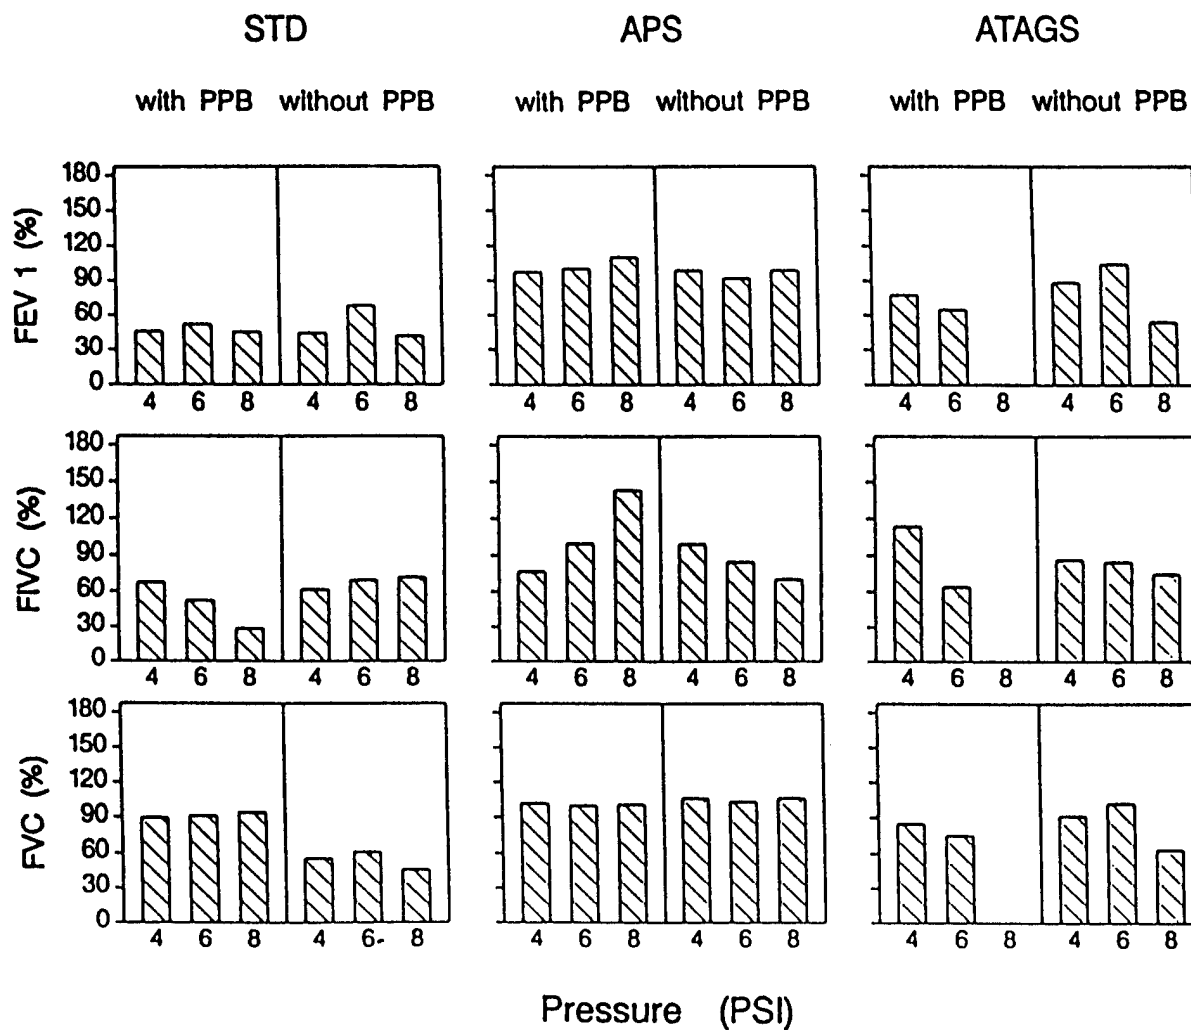 STD APS ATAGS
with PPB without PPB with PPB without PPB with PPB without PPB
FEV 1 (%)
180
150
120
90
60
30
0
4 6 8 4 6 8 4 6 8 4 6 8 4 6 8 4 6 8
FIVC (%)
180
150
120
90
60
30
0
4 6 8 4 6 8 4 6 8 4 6 8 4 6 8 4 6 8
FVC (%)
180
150
120
90
60
30
0
4 6 8 4 6- 8 4 6 8 4 6 8 4 6 8 4 6 8
Pressure (PSI)